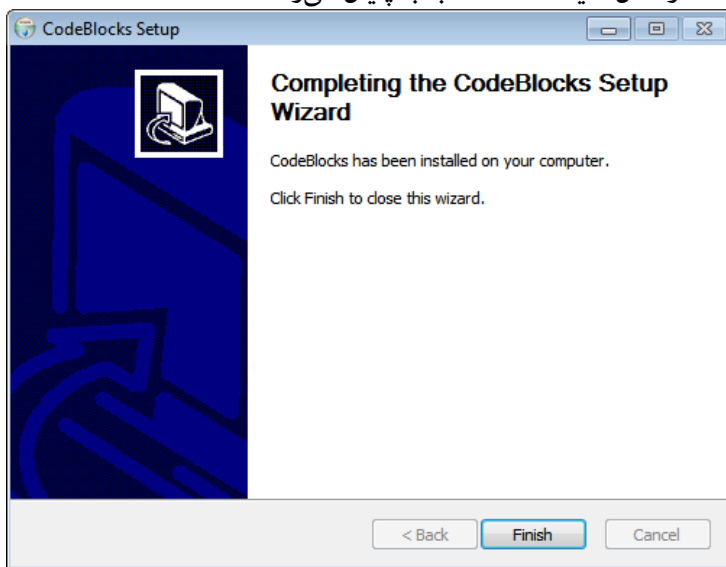 CodeBlocks Setup
Completing the CodeBlocks Setup
Wizard
CodeBlocks has been installed on your computer.
Click Finish to close this wizard.
< Back
Finish
Cancel